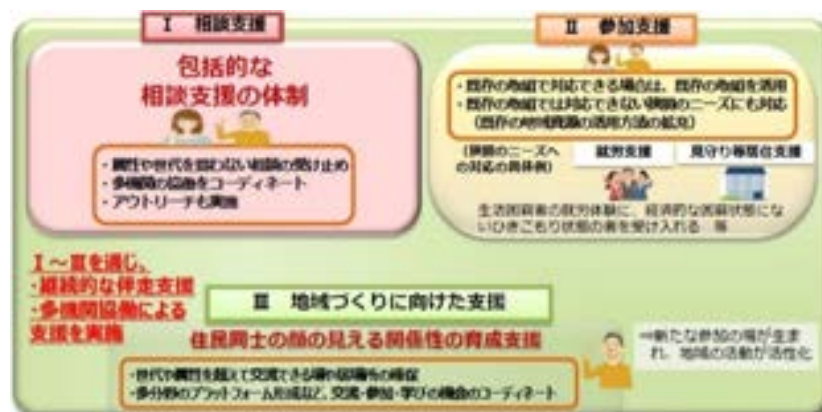 Ⅰ 相談支援
包括的な
相談支援の体制
・属性や世代を問わない相談の受け止め
・多機関の協働をコーディネート
・アウトリーチも実施
Ⅱ 参加支援
・既存の取組で対応できる場合は、既存の取組を活用
・既存の取組では対応できない狭間のニーズにも対応
（既存の地域資源の活用方法の拡充）
（狭間のニーズへ
の対応の具体例）
就労支援
見守り等居住支援
生活困窮者の就労体験に、経済的な困窮状態にな
いひきこもり状態の者を受け入れる 等
Ⅰ～Ⅲを通じ、
・継続的な伴走支援
・多機関協働による
支援を実施
Ⅲ 地域づくりに向けた支援
住民同士の顔の見える関係性の育成支援
・世代や属性を超えて交流できる場や居場所の確保
・多分野のプラットフォーム形成など、交流・参加・学びの機会のコーディネート
⇒新たな参加の場が生ま
れ、地域の活動が活性化